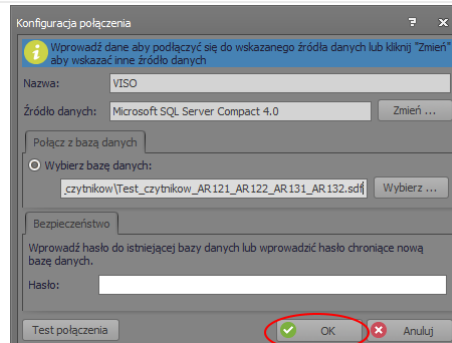 Konfiguracja połączenia
Wprowadź dane aby podłączyć się do wskazanego źródła danych lub kliknij "Zmień"
aby wskazać inne źródło danych
Nazwa: VISO
Źródło danych: Microsoft SQL Server Compact 4.0 Zmień ...
Połącz z bazą danych
Wybierz bazę danych:
_czytnikow\Test_czytnikow_AR121_AR122_AR131_AR132.sdf Wybierz ...
Bezpieczeństwo
Wprowadź hasło do istniejącej bazy danych lub wprowadzić hasło chroniące nową
bazę danych.
Hasło:
Test połączenia OK Anuluj